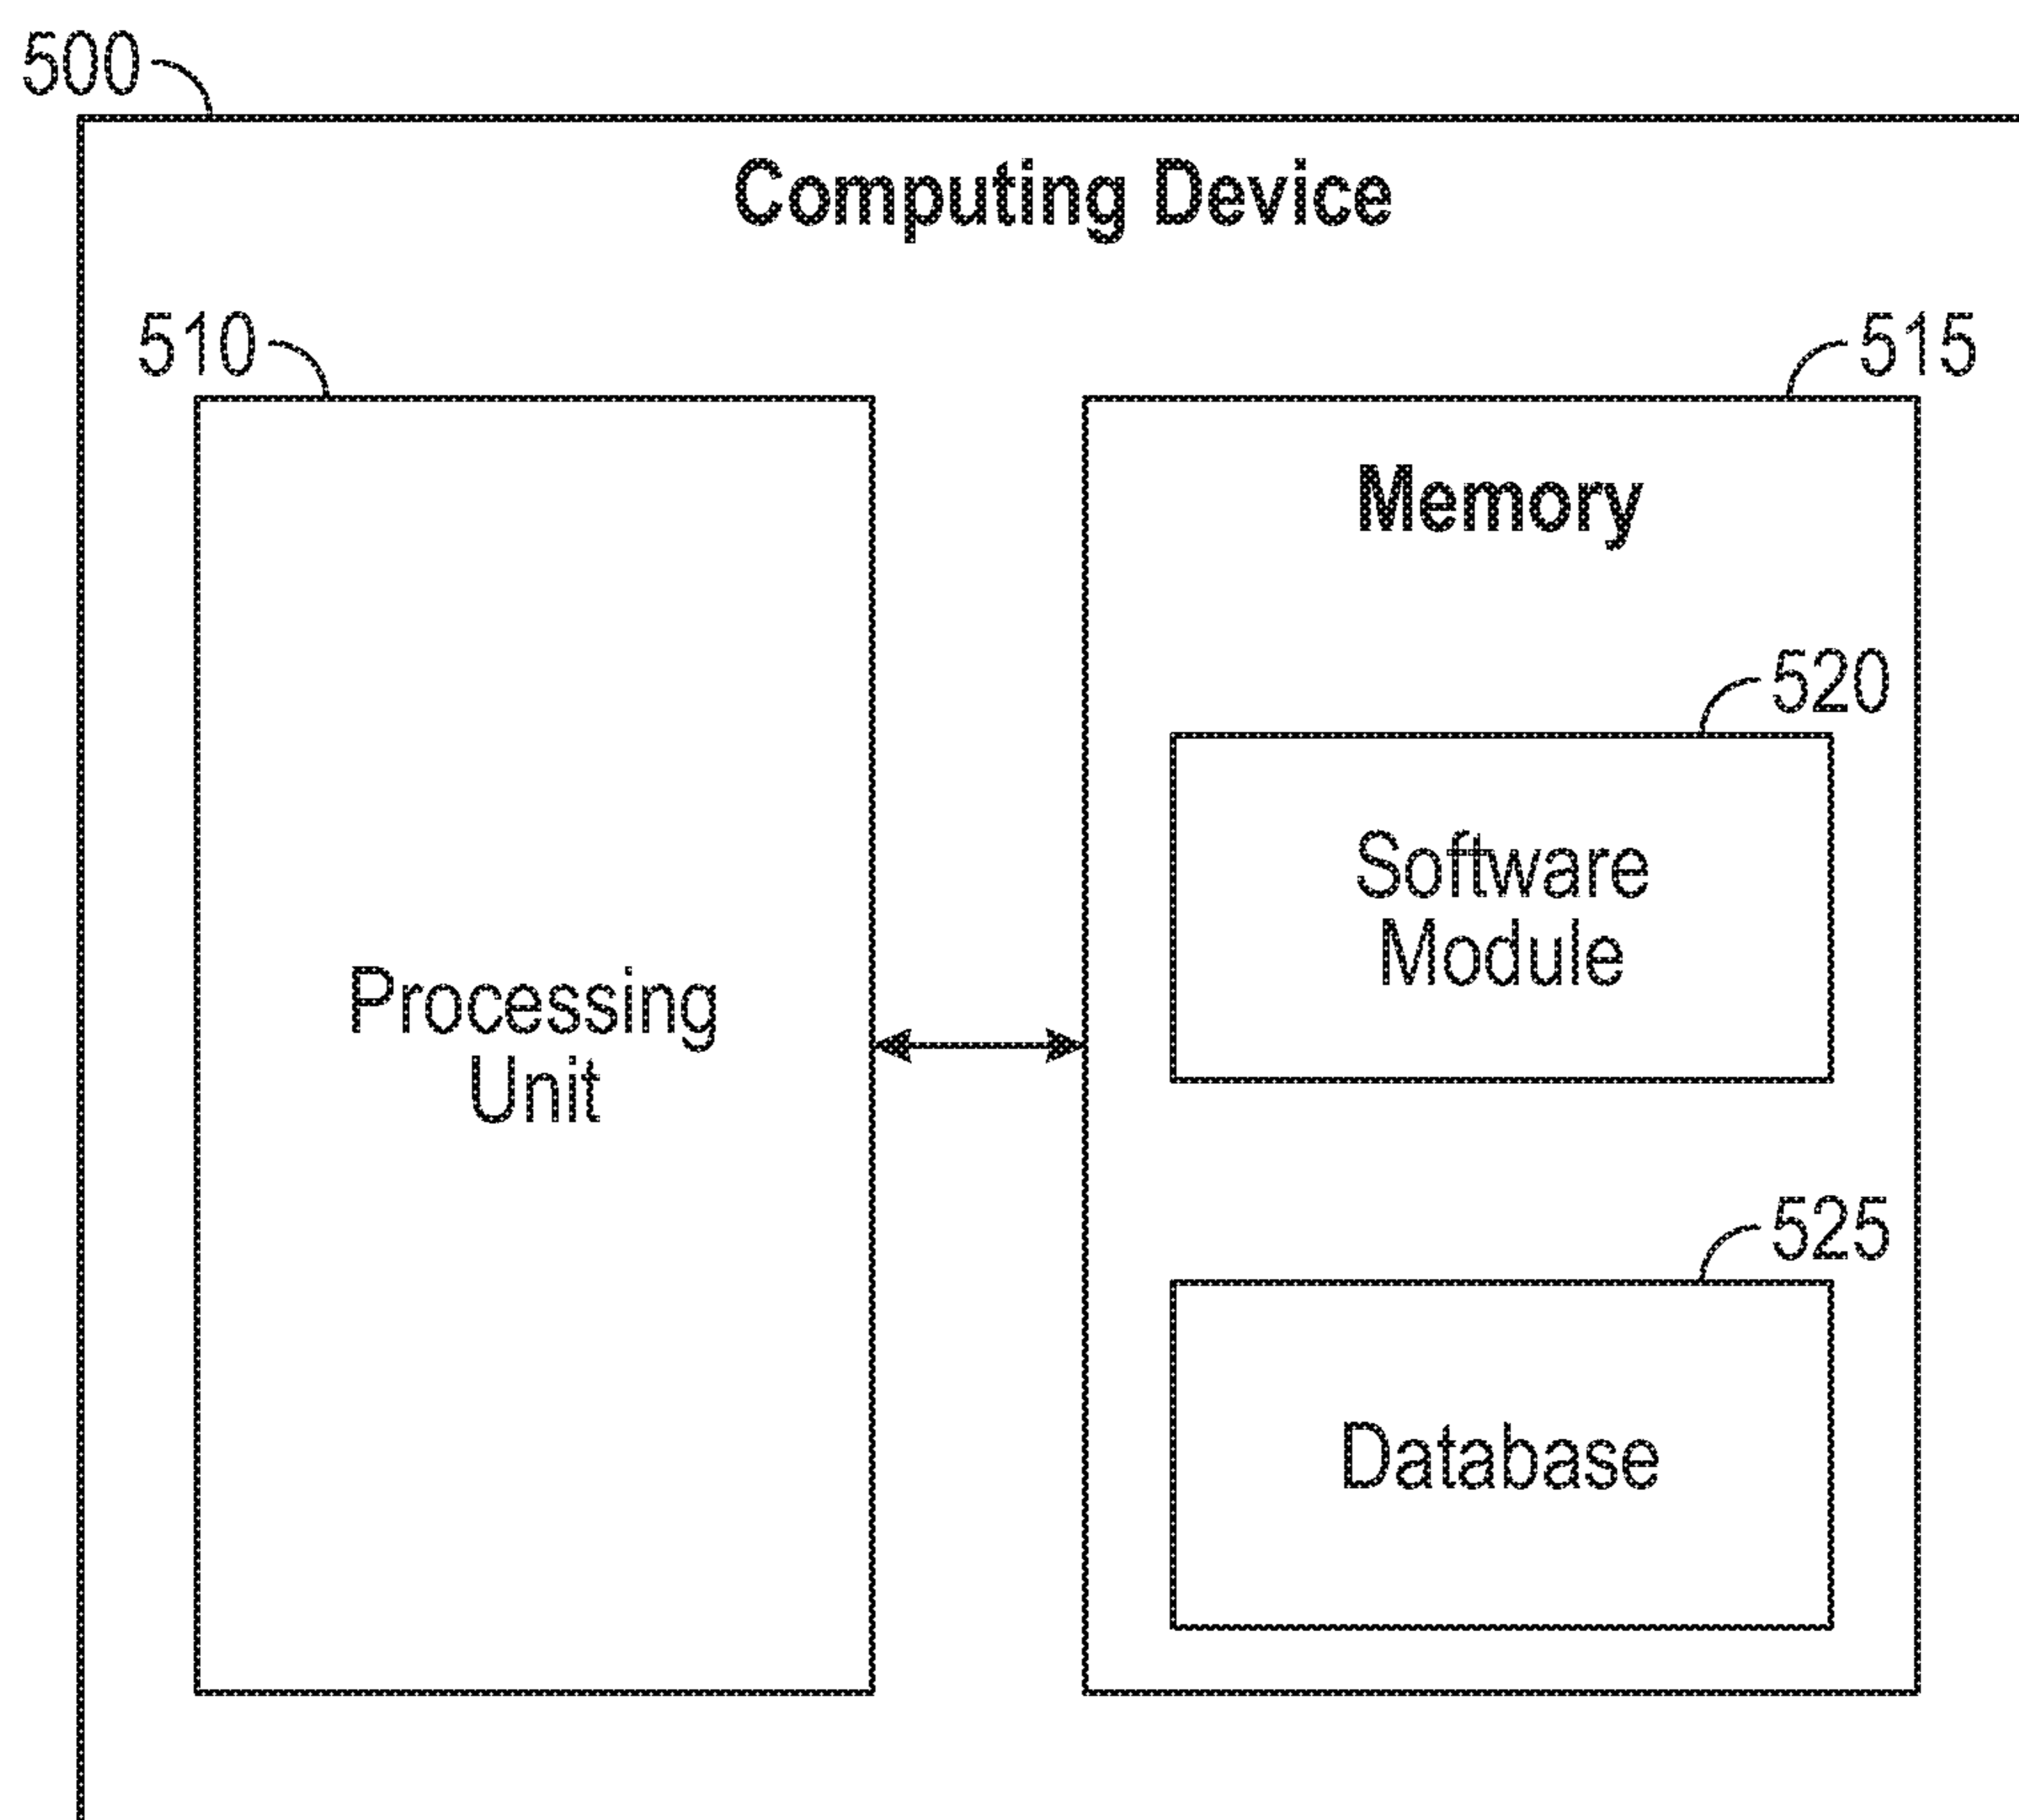 500
Computing Device
510
515
Memory
520
Software
Module
Processing
Unit
525
Database